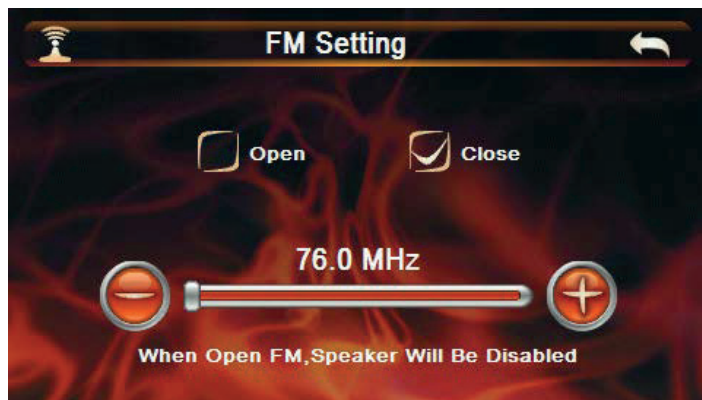 FM Setting
Open Close
76.0 MHz
When Open FM,Speaker Will Be Disabled